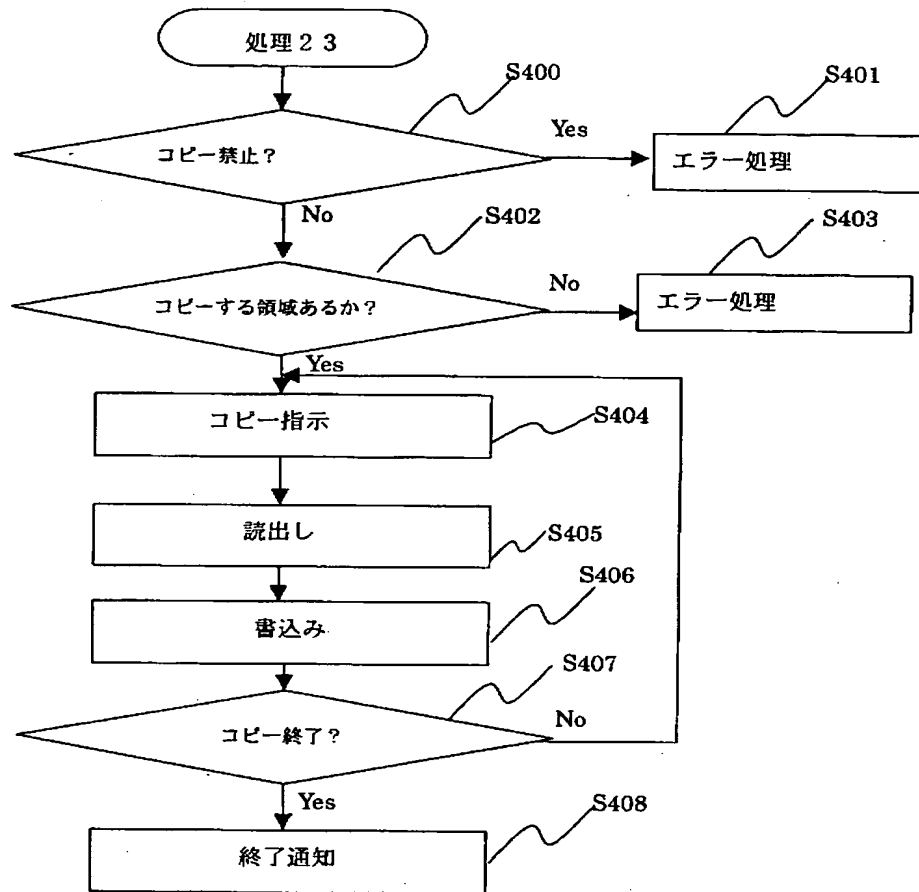 処理２３
S400
S401
コピー禁止？
Yes
エラー処理
No
S402
S403
コピーする領域あるか？
No
エラー処理
Yes
コピー指示
S404
読出し
S405
S406
書込み
S407
コピー終了？
No
Yes
S408
終了通知